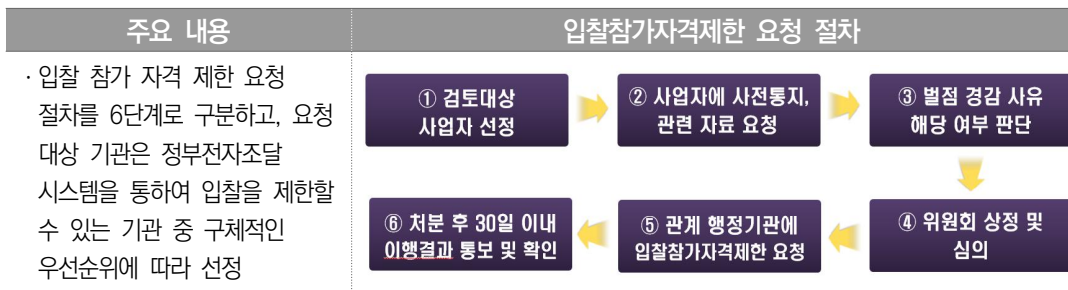 주요 내용
입찰참가자격제한 요청 절차
· 입찰 참가 자격 제한 요청
절차를 6단계로 구분하고, 요청
대상 기관은 정부전자조달
시스템을 통하여 입찰을 제한할
수 있는 기관 중 구체적인
우선순위에 따라 선정
① 검토대상
사업자 선정
② 사업자에 사전통지,
관련 자료 요청
③ 벌점 경감 사유
해당 여부 판단
④ 위원회 상정 및
심의
⑤ 관계 행정기관에
입찰참가자격제한 요청
⑥ 처분 후 30일 이내
이행결과 통보 및 확인